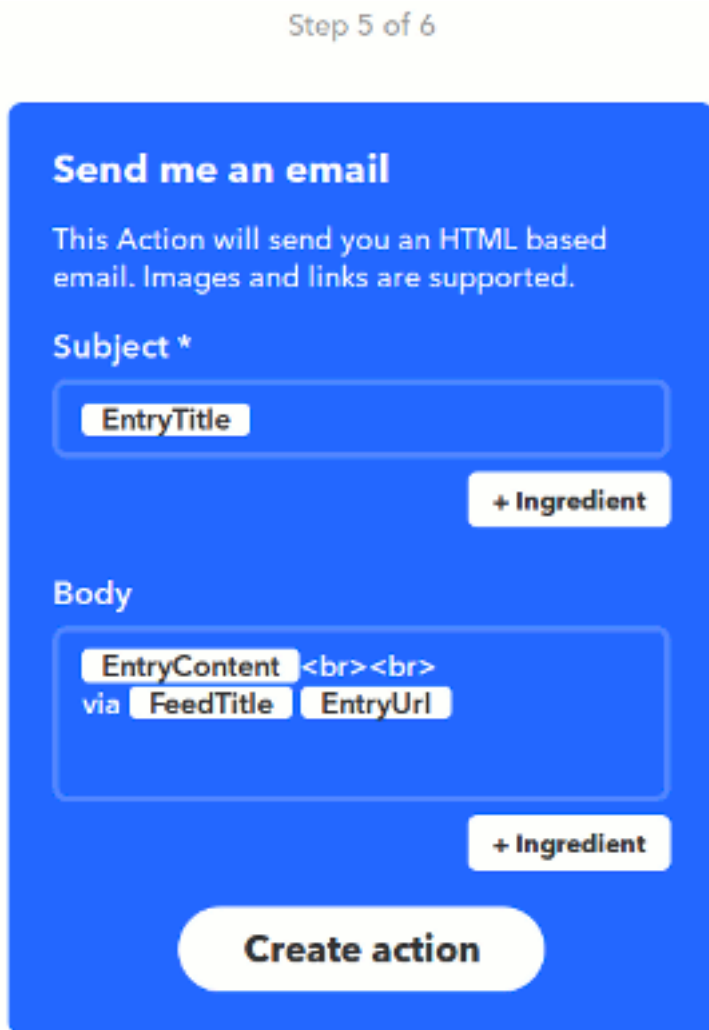 Step 5 of 6
Send me an email
This Action will send you an HTML based
email. Images and links are supported.
Subject *
EntryTitle
+ Ingredient
Body
EntryContent <br><br>
via FeedTitle EntryUrl
+ Ingredient
Create action